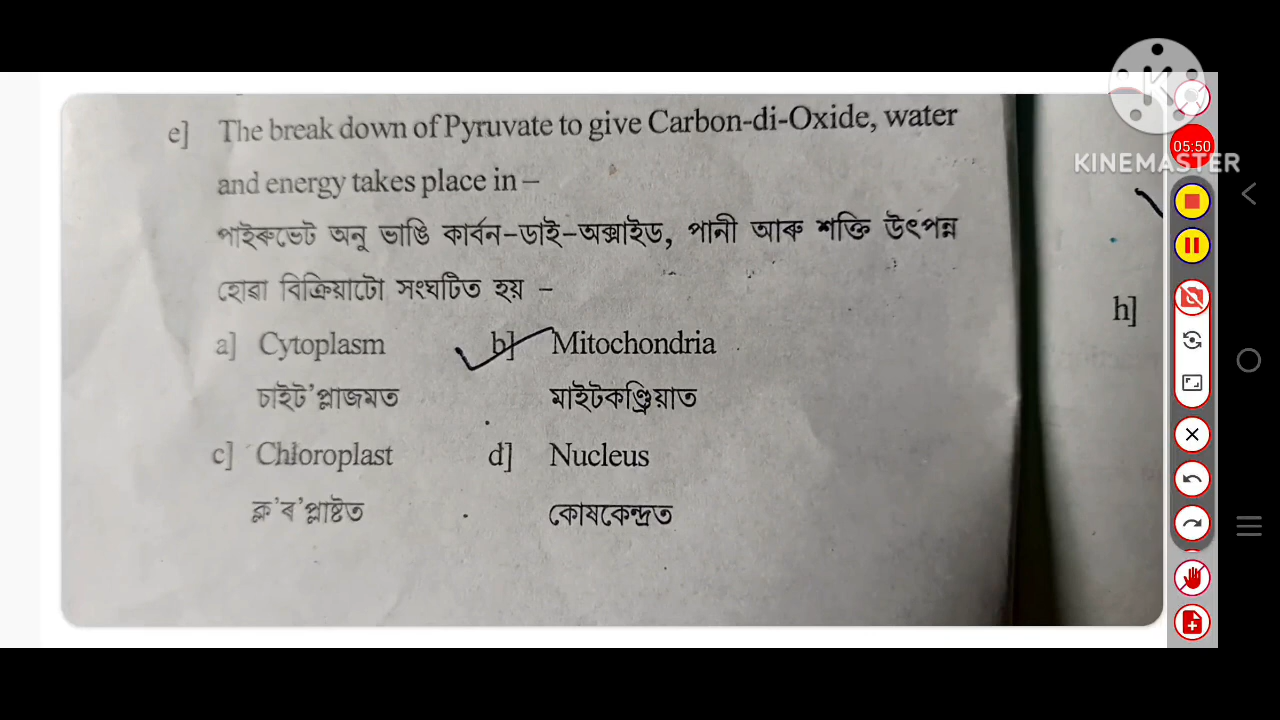 e] The break down of Pyruvate to give Carbon-di-Oxide, water
and energy takes place in –
পাইৰুভেট অনু ভাঙি কাৰ্বন-ডাই-অক্সাইড, পানী আৰু শক্তি উৎপন্ন
হোৱা বিক্ৰিয়াটো সংঘটিত হয় –
a] Cytoplasm b] Mitochondria
চাইট'প্লাজমত মাইটকণ্ড্ৰিয়াত
c] Chloroplast d] Nucleus
ক্ল'ৰ'প্লাষ্টত কোষকেন্দ্ৰত
h]
KINEMASTER
05:50